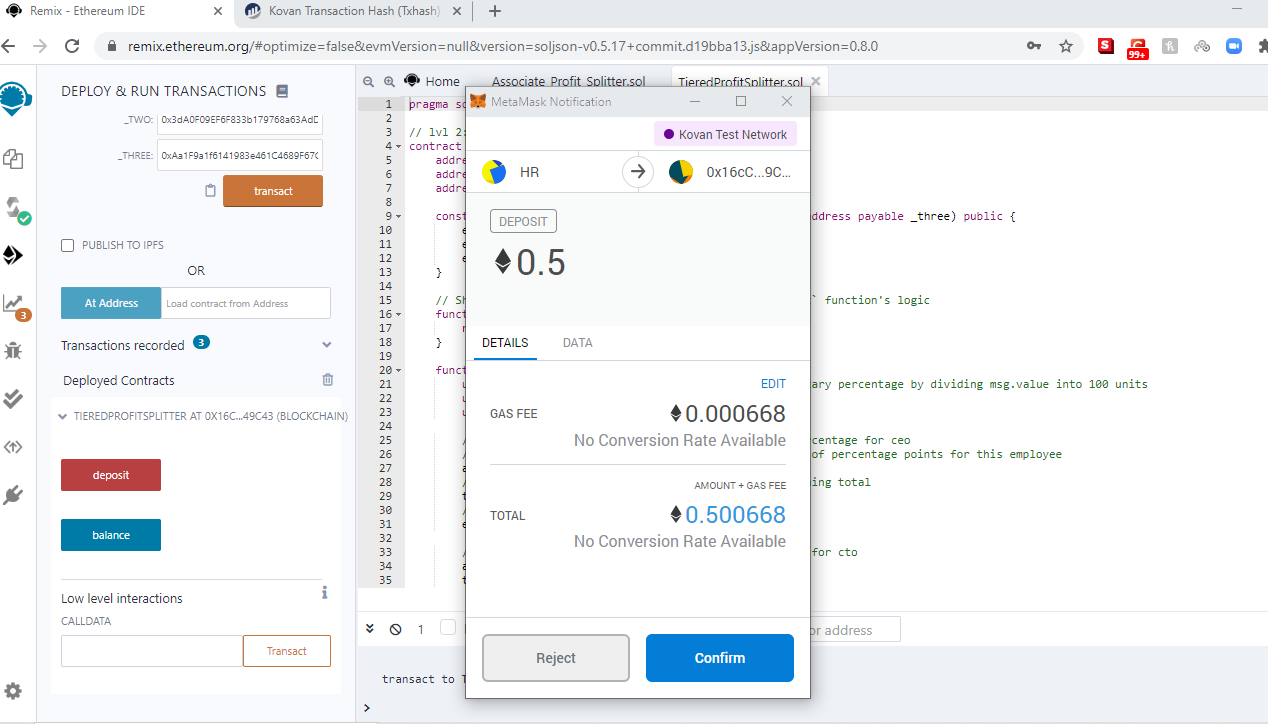 Remix - Ethereum IDE
Kovan Transaction Hash (Txhash)
remix.ethereum.org/#optimize=false&evmVersion=null&version=soljson-v0.5.17+commit.d19bba13.js&appVersion=0.8.0
99+
DEPLOY & RUN TRANSACTIONS
_TWO: 0x3dA0F09EF6F833b179768a63AdD
_THREE: 0xAa1F9a1f6141983e461C4689F67C
transact
PUBLISH TO IPFS
OR
At Address
Load contract from Address
Transactions recorded 3
Deployed Contracts
TIEREDPROFITSPLITTER AT 0X16C...49C43 (BLOCKCHAIN)
deposit
balance
Low level interactions
CALLDATA
Transact
3
Home
Associate_Profit_Splitter.sol
TieredProfitSplitter.sol
1 pragma so
2
3 // lvl 2:
4 contract
5 addre
6 addre
7 addre
8
9 const
ddress payable _three) public {
10 e
11 e
12 e
13 }
14
15 // Sh
` function's logic
16 funct
17 r
18 }
19
20 funct
21 u
ary percentage by dividing msg.value into 100 units
22 u
23 u
24
25 /
rcentage for ceo
26 /
of percentage points for this employee
27 a
28 /
ning total
29 t
30 /
31 e
32
33 /
for cto
34 a
35 t
MetaMask Notification
Kovan Test Network
HR
0x16cC...9C...
DEPOSIT
0.5
DETAILS
DATA
EDIT
GAS FEE
0.000668
No Conversion Rate Available
AMOUNT + GAS FEE
TOTAL
0.500668
No Conversion Rate Available
Reject
Confirm
1
or address
transact to T
>